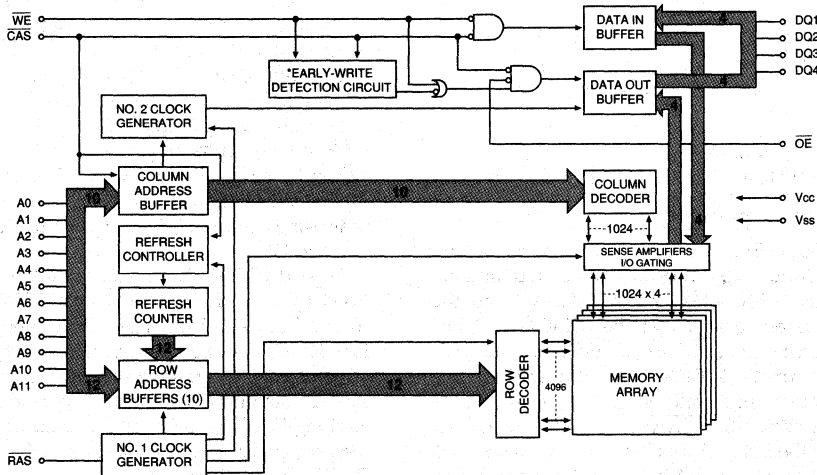 WE
CAS
*EARLY-WRITE
DETECTION CIRCUIT
DATA IN
BUFFER
4
DQ1
DQ2
DQ3
DQ4
DATA OUT
BUFFER
4
4
4
OE
NO. 2 CLOCK
GENERATOR
COLUMN
ADDRESS
BUFFER
10
10
COLUMN
DECODER
1024
Vcc
Vss
A0
A1
A2
A3
A4
A5
A6
A7
A8
A9
A10
A11
REFRESH
CONTROLLER
REFRESH
COUNTER
12
12
ROW
ADDRESS
BUFFERS (10)
12
SENSE AMPLIFIERS
I/O GATING
1024 x 4
ROW
DECODER
4096
MEMORY
ARRAY
RAS
NO. 1 CLOCK
GENERATOR